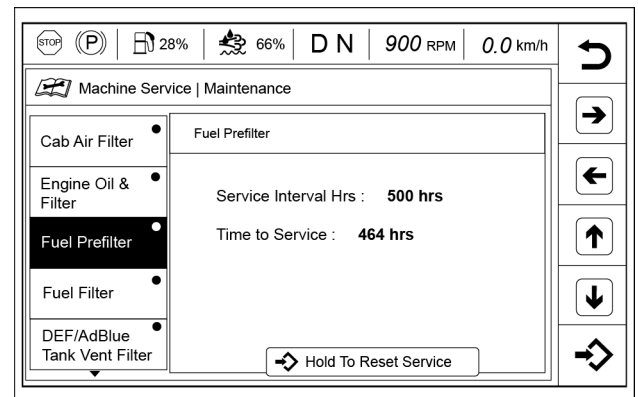 STOP (P) 28% 66% D N 900 RPM 0.0 km/h
Machine Service | Maintenance
Cab Air Filter
Engine Oil &
Filter
Fuel Prefilter
Fuel Filter
DEF/AdBlue
Tank Vent Filter
Fuel Prefilter
Service Interval Hrs : 500 hrs
Time to Service : 464 hrs
Hold To Reset Service